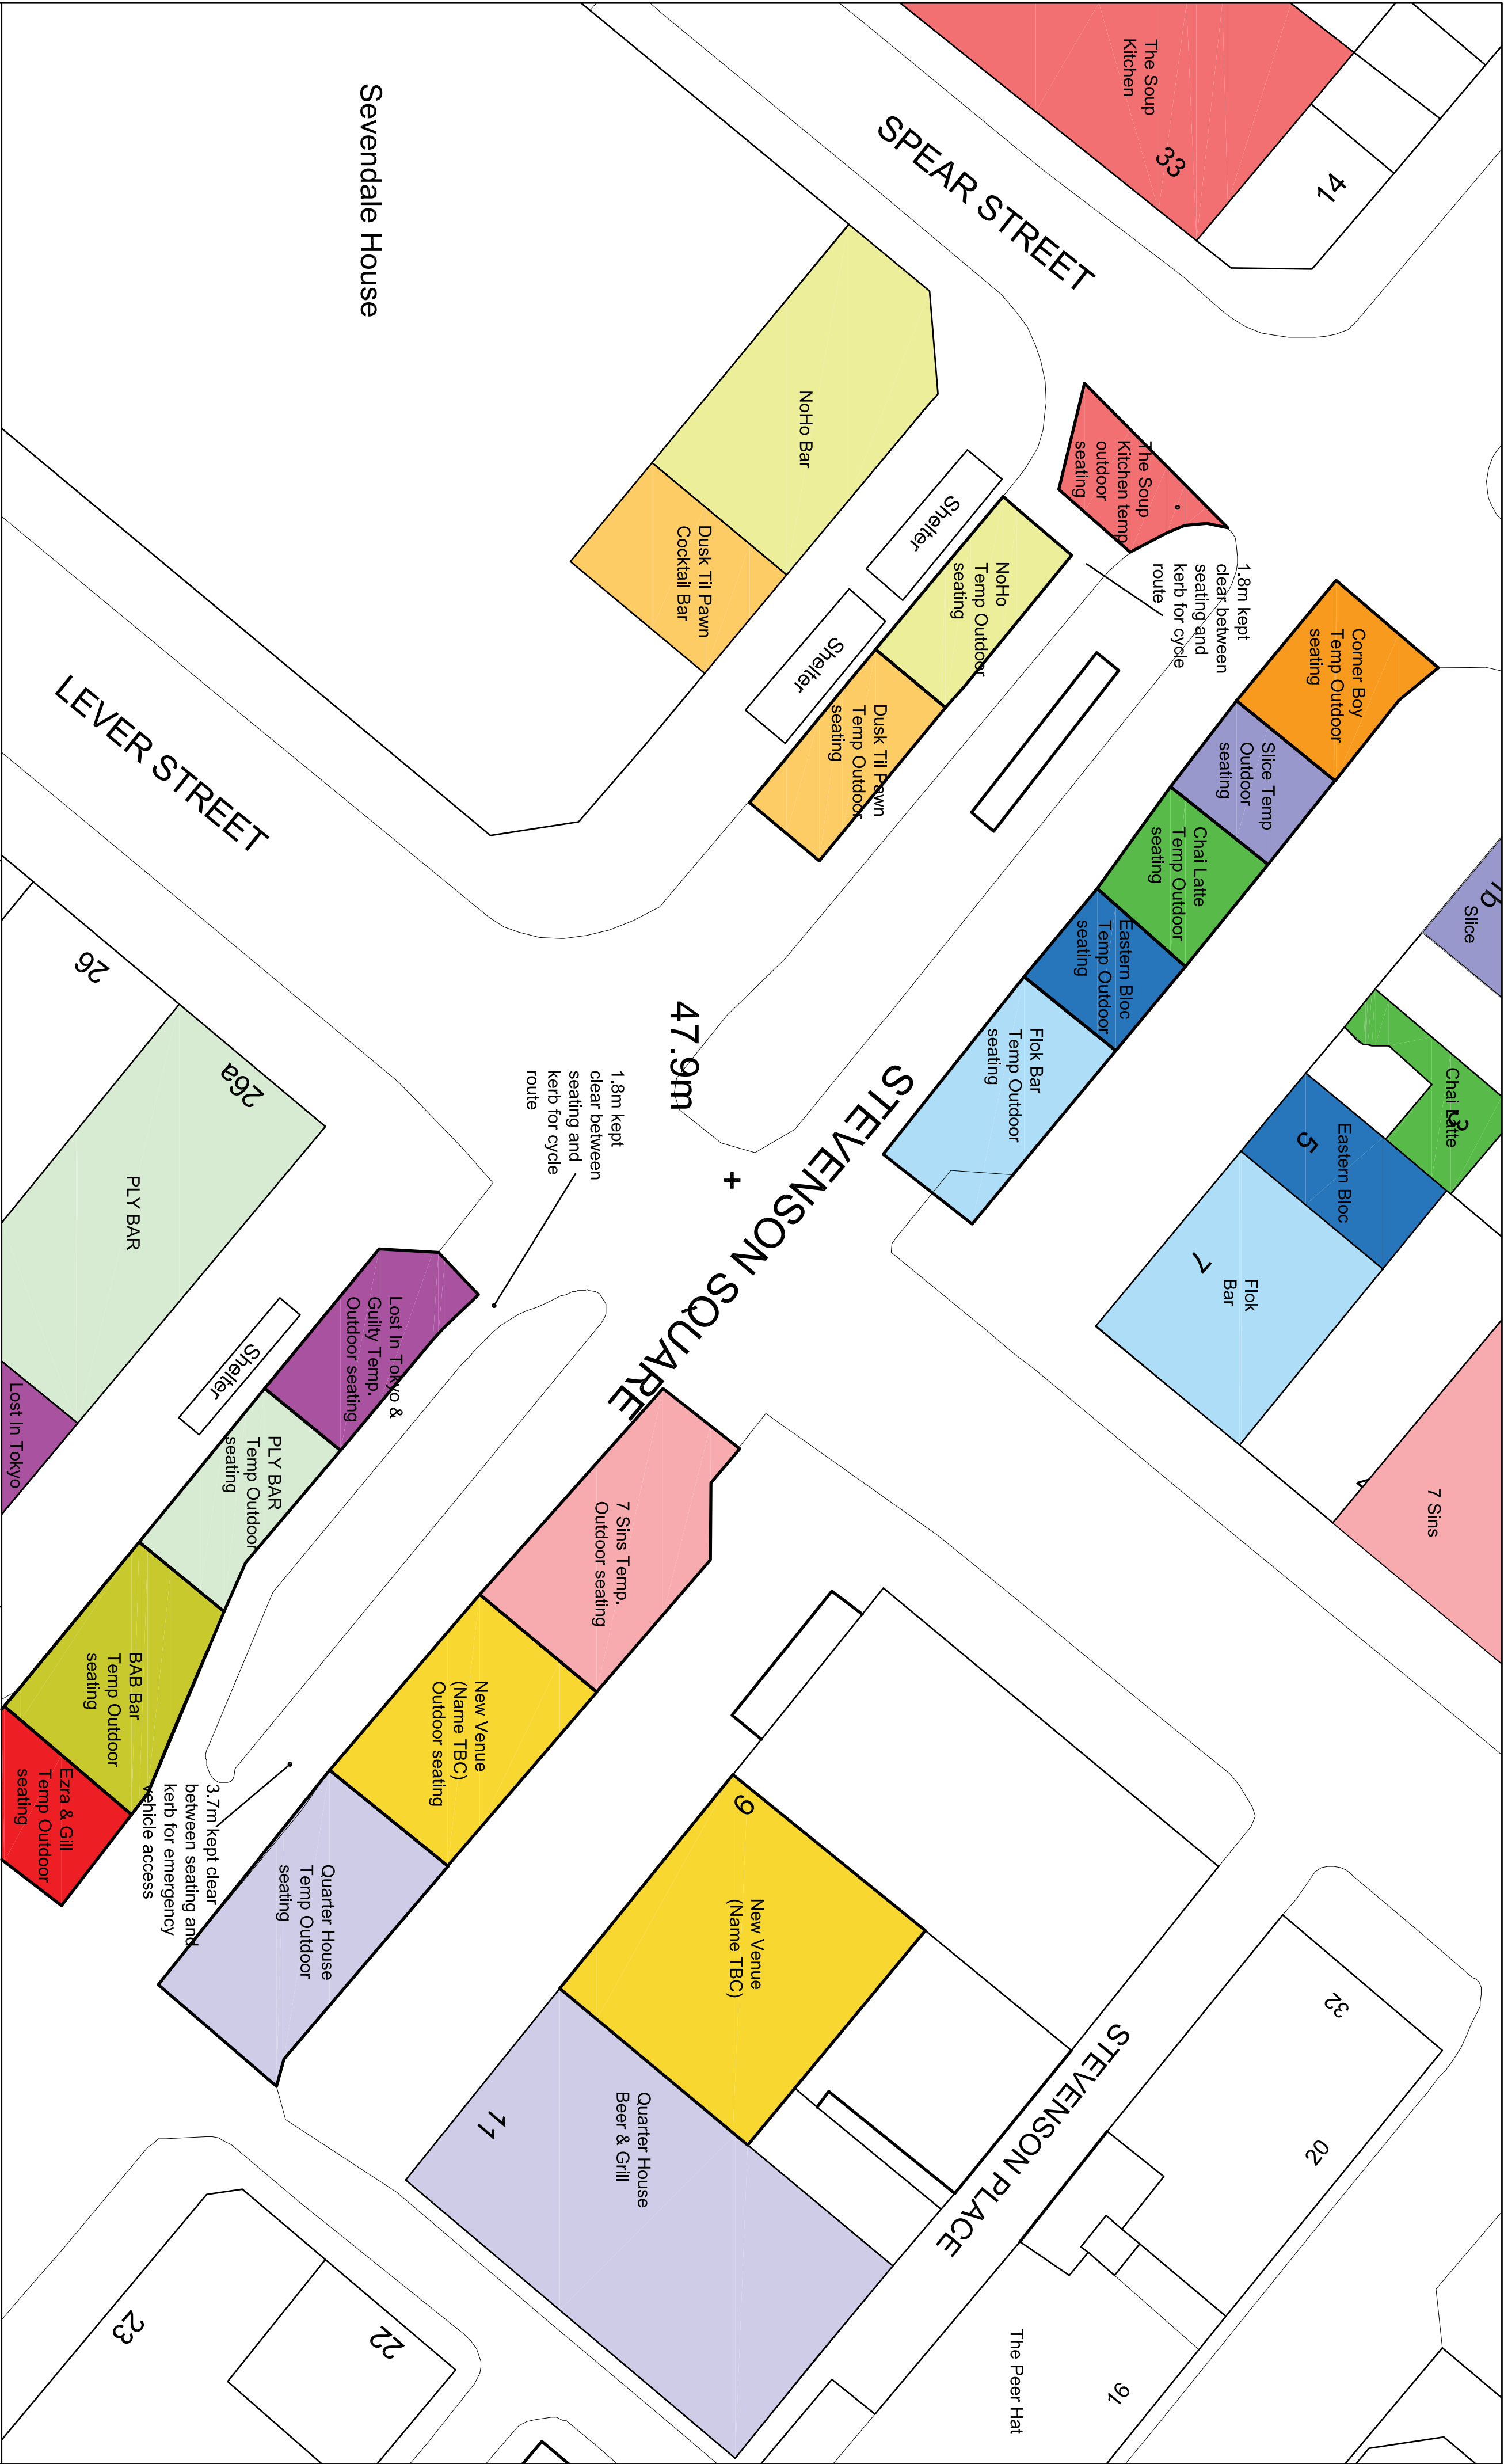 The Soup
Kitchen
33
14
SPEAR STREET
Sevendale House
NoHo Bar
Dusk Til Pawn
Cocktail Bar
Shelter
Shelter
The Soup
Kitchen temp
outdoor
seating
NoHo
Temp Outdoor
seating
Dusk Til Pawn
Temp Outdoor
seating
1.8m kept
clear between
seating and
kerb for cycle
route
Corner Boy
Temp Outdoor
seating
Slice Temp
Outdoor
seating
Chai Latte
Temp Outdoor
seating
Eastern Bloc
Temp Outdoor
seating
Flok Bar
Temp Outdoor
seating
1b
Slice
Chai Latte
3
Eastern Bloc
5
Flok
Bar
7
7 Sins
LEVER STREET
26
26a
PLY BAR
Lost In Tokyo
47.9m
STEVENSON SQUARE
1.8m kept
clear between
seating and
kerb for cycle
route
Shelter
Lost In Tokyo &
Guilty Temp.
Outdoor seating
PLY BAR
Temp Outdoor
seating
BAB Bar
Temp Outdoor
seating
Ezra & Gill
Temp Outdoor
seating
3.7m kept clear
between seating and
kerb for emergency
vehicle access
7 Sins Temp.
Outdoor seating
New Venue
(Name TBC)
Outdoor seating
Quarter House
Temp Outdoor
seating
9
New Venue
(Name TBC)
Quarter House
Beer & Grill
11
STEVENSON PLACE
32
20
The Peer Hat
16
22
23